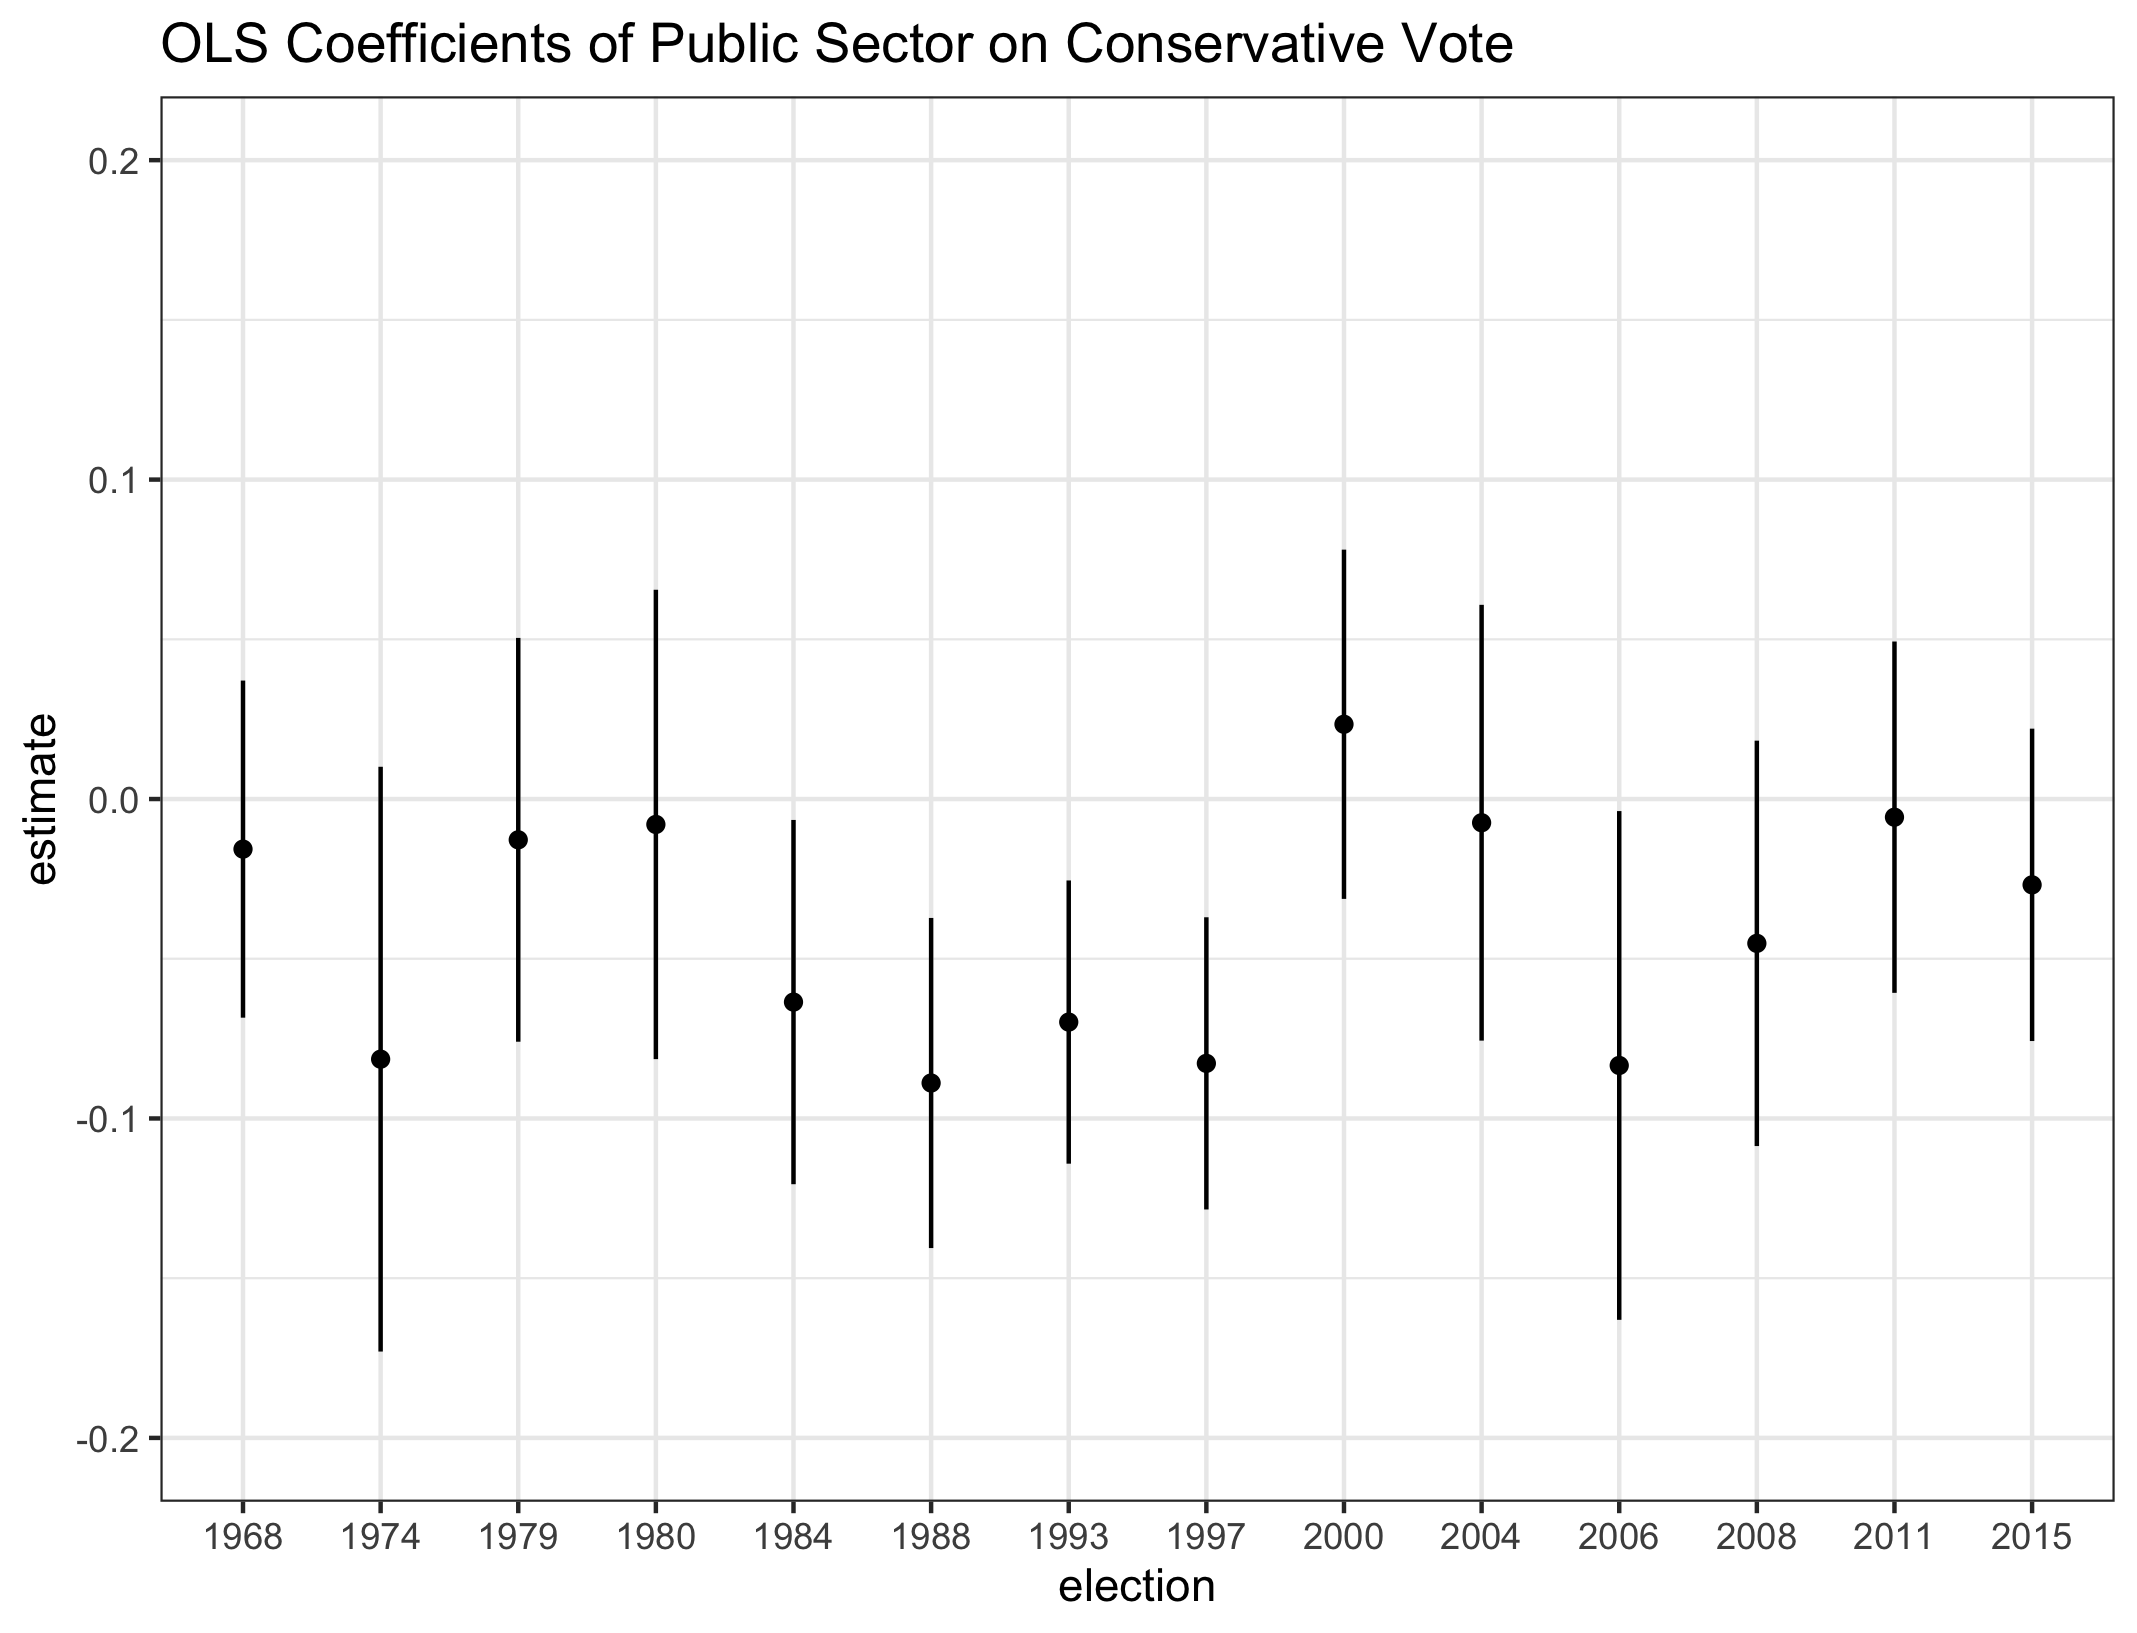 OLS Coefficients of Public Sector on Conservative Vote
0.2
0.1
0.0
-0.1
-0.2
estimate
1968 1974 1979 1980 1984 1988 1993 1997 2000 2004 2006 2008 2011 2015
election